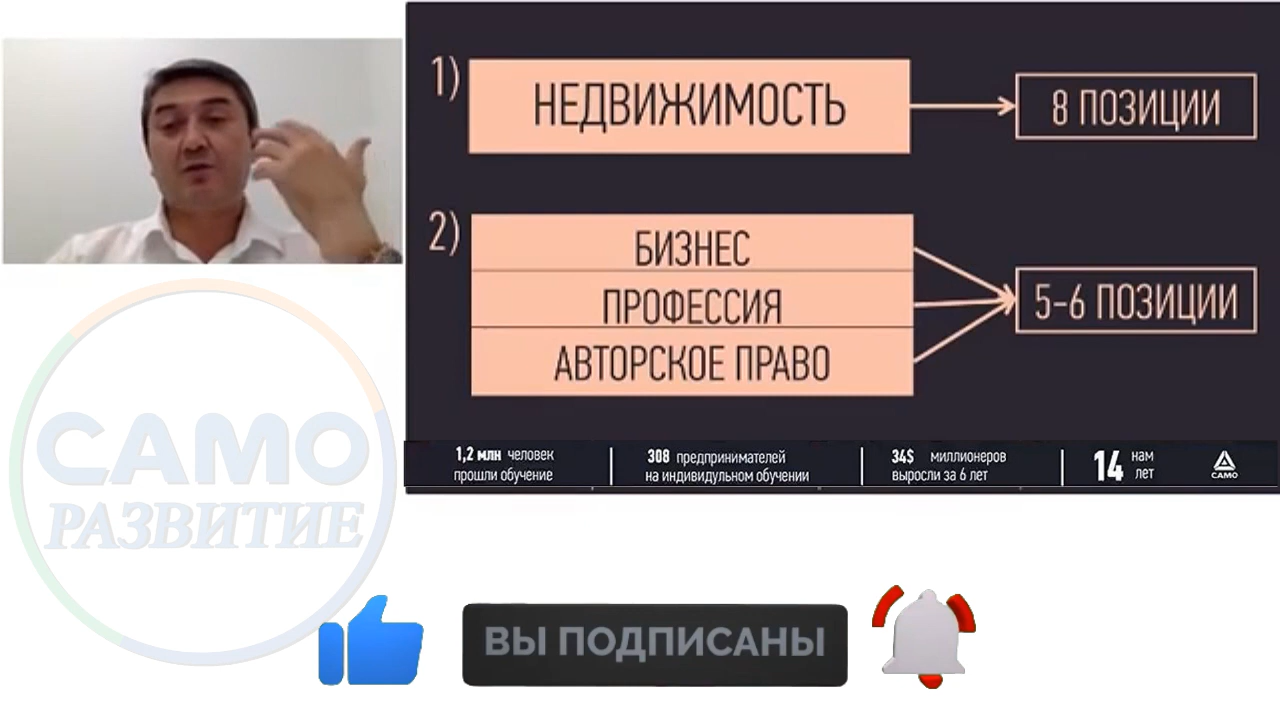 1)
НЕДВИЖИМОСТЬ
8 ПОЗИЦИИ
2)
БИЗНЕС
ПРОФЕССИЯ
АВТОРСКОЕ ПРАВО
5-6 ПОЗИЦИИ
1,2 млн человек
прошли обучение
308 предпринимателей
на индивидульном обучении
34$ миллионеров
выросли за 6 лет
14 нам
лет
САМО
САМО
РАЗВИТИЕ
ВЫ ПОДПИСАНЫ